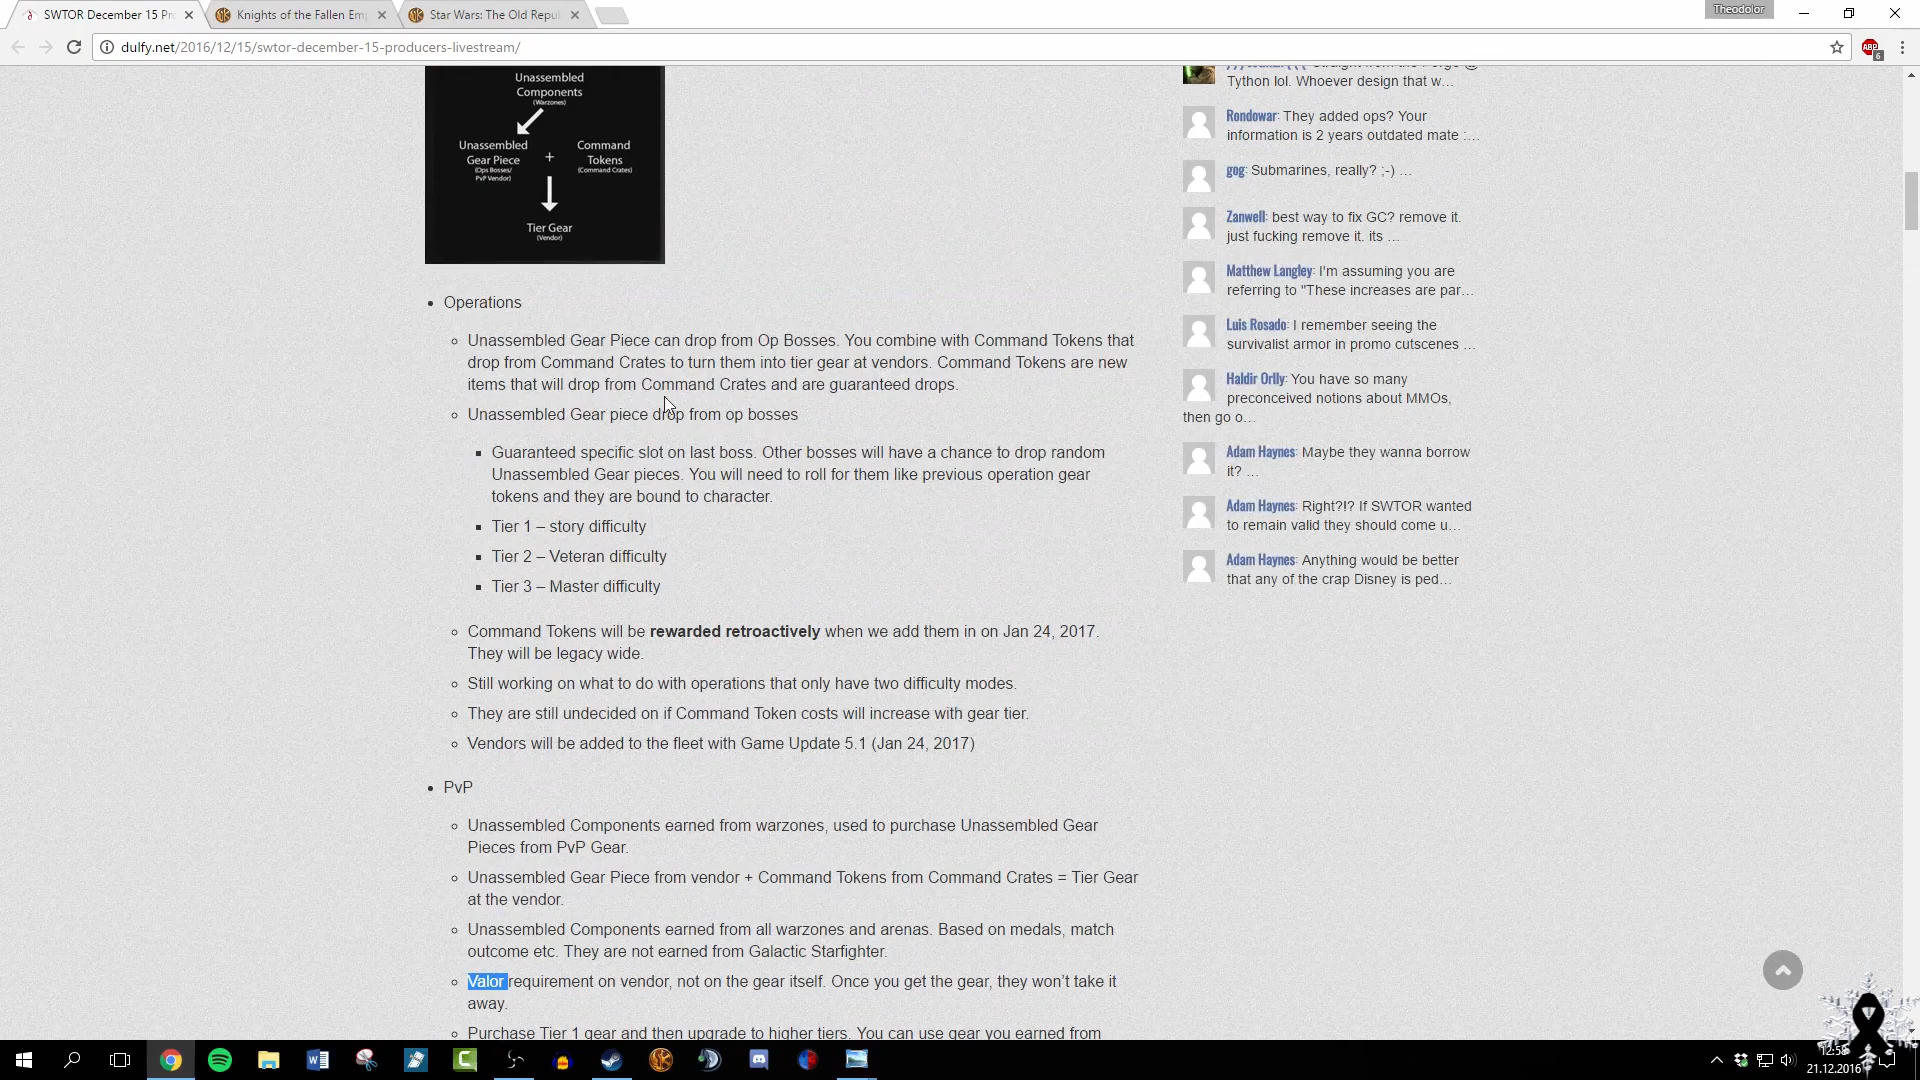 SWTOR December 15 Pr
Knights of the Fallen Emp
Star Wars: The Old Repu
Theodolor
dulfy.net/2016/12/15/swtor-december-15-producers-livestream/
ABP
6
Unassembled
Components
(Warzones)
Unassembled
Gear Piece
(Ops Bosses/
PvP Vendor)
+
Command
Tokens
(Command Crates)
Tier Gear
(Vendor)
• Operations
Unassembled Gear Piece can drop from Op Bosses. You combine with Command Tokens that
drop from Command Crates to turn them into tier gear at vendors. Command Tokens are new
items that will drop from Command Crates and are guaranteed drops.
Unassembled Gear piece drop from op bosses
Guaranteed specific slot on last boss. Other bosses will have a chance to drop random
Unassembled Gear pieces. You will need to roll for them like previous operation gear
tokens and they are bound to character.
Tier 1 – story difficulty
Tier 2 – Veteran difficulty
Tier 3 – Master difficulty
Command Tokens will be rewarded retroactively when we add them in on Jan 24, 2017.
They will be legacy wide.
Still working on what to do with operations that only have two difficulty modes.
They are still undecided on if Command Token costs will increase with gear tier.
Vendors will be added to the fleet with Game Update 5.1 (Jan 24, 2017)
• PvP
Unassembled Components earned from warzones, used to purchase Unassembled Gear
Pieces from PvP Gear.
Unassembled Gear Piece from vendor + Command Tokens from Command Crates = Tier Gear
at the vendor.
Unassembled Components earned from all warzones and arenas. Based on medals, match
outcome etc. They are not earned from Galactic Starfighter.
Valor requirement on vendor, not on the gear itself. Once you get the gear, they won't take it
away.
Purchase Tier 1 gear and then upgrade to higher tiers. You can use gear you earned from
Tython lol. Whoever design that w…
Rondowar: They added ops? Your
information is 2 years outdated mate :…
gog: Submarines, really? ;-) …
Zanwell: best way to fix GC? remove it.
just fucking remove it. its …
Matthew Langley: I'm assuming you are
referring to "These increases are par…
Luis Rosado: I remember seeing the
survivalist armor in promo cutscenes …
Haldir Orlly: You have so many
preconceived notions about MMOs,
then go o…
Adam Haynes: Maybe they wanna borrow
it? …
Adam Haynes: Right?!? If SWTOR wanted
to remain valid they should come u…
Adam Haynes: Anything would be better
that any of the crap Disney is ped…
12:58
21.12.2016